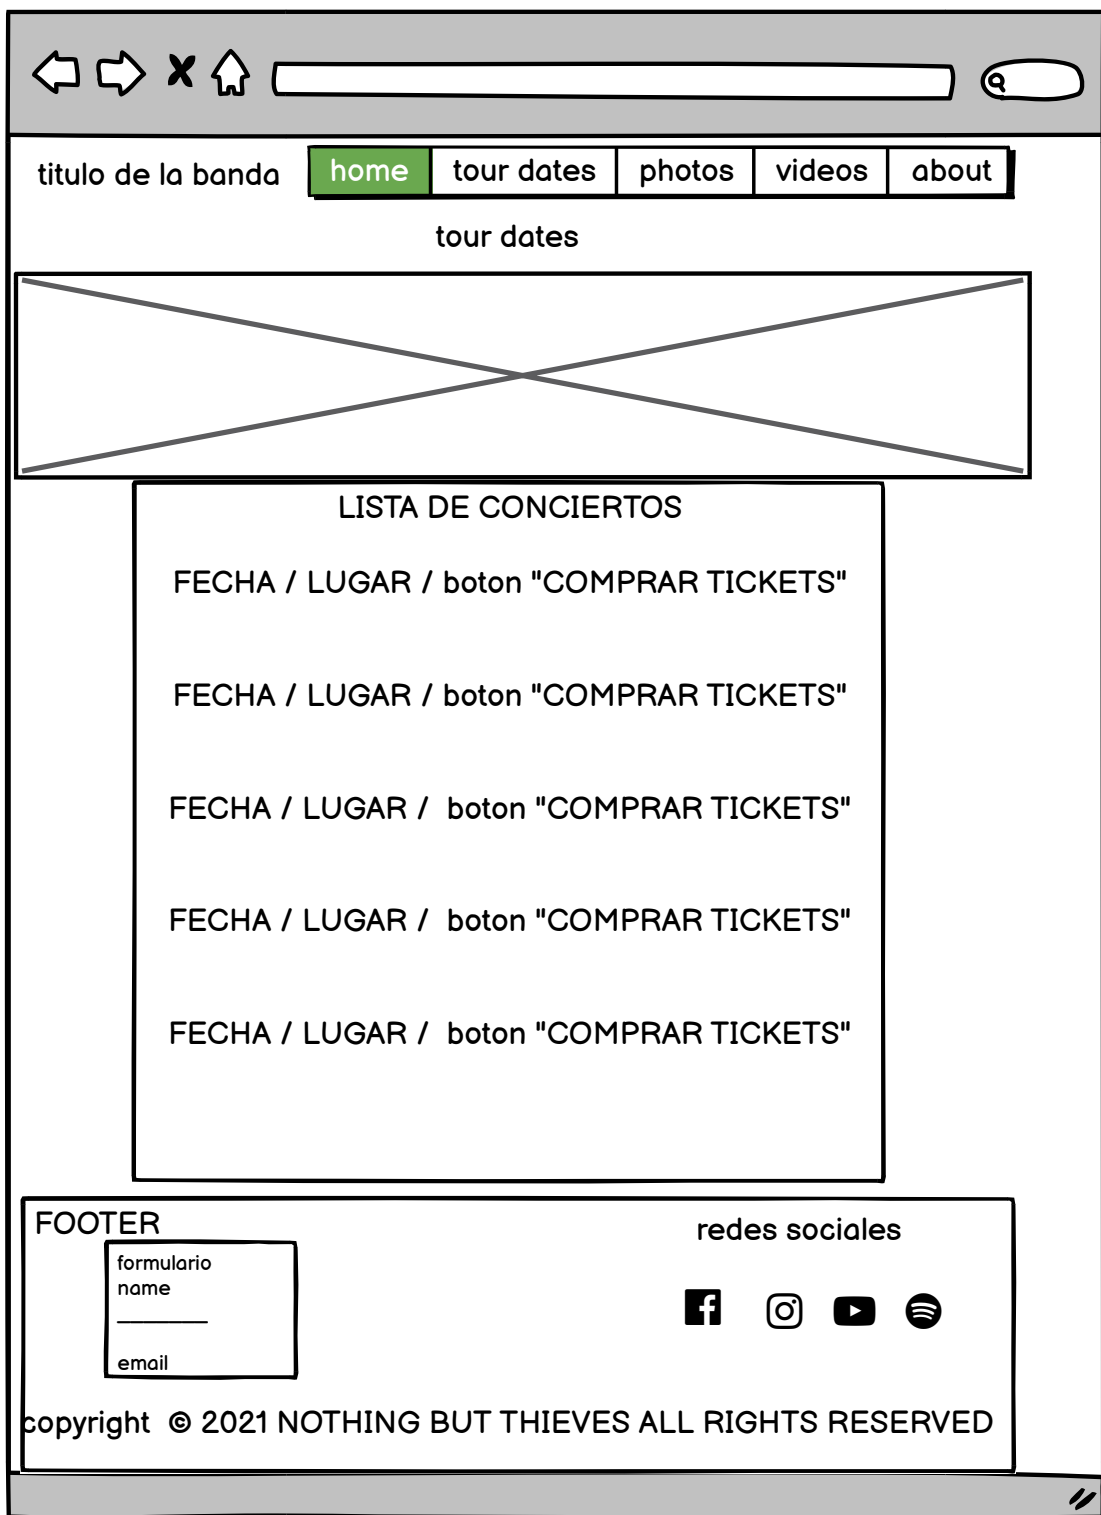 titulo de la banda
home tour dates photos videos about
tour dates
LISTA DE CONCIERTOS
FECHA / LUGAR / boton "COMPRAR TICKETS"
FECHA / LUGAR / boton "COMPRAR TICKETS"
FECHA / LUGAR / boton "COMPRAR TICKETS"
FECHA / LUGAR / boton "COMPRAR TICKETS"
FECHA / LUGAR / boton "COMPRAR TICKETS"
FOOTER
formulario
name
email
redes sociales
copyright © 2021 NOTHING BUT THIEVES ALL RIGHTS RESERVED